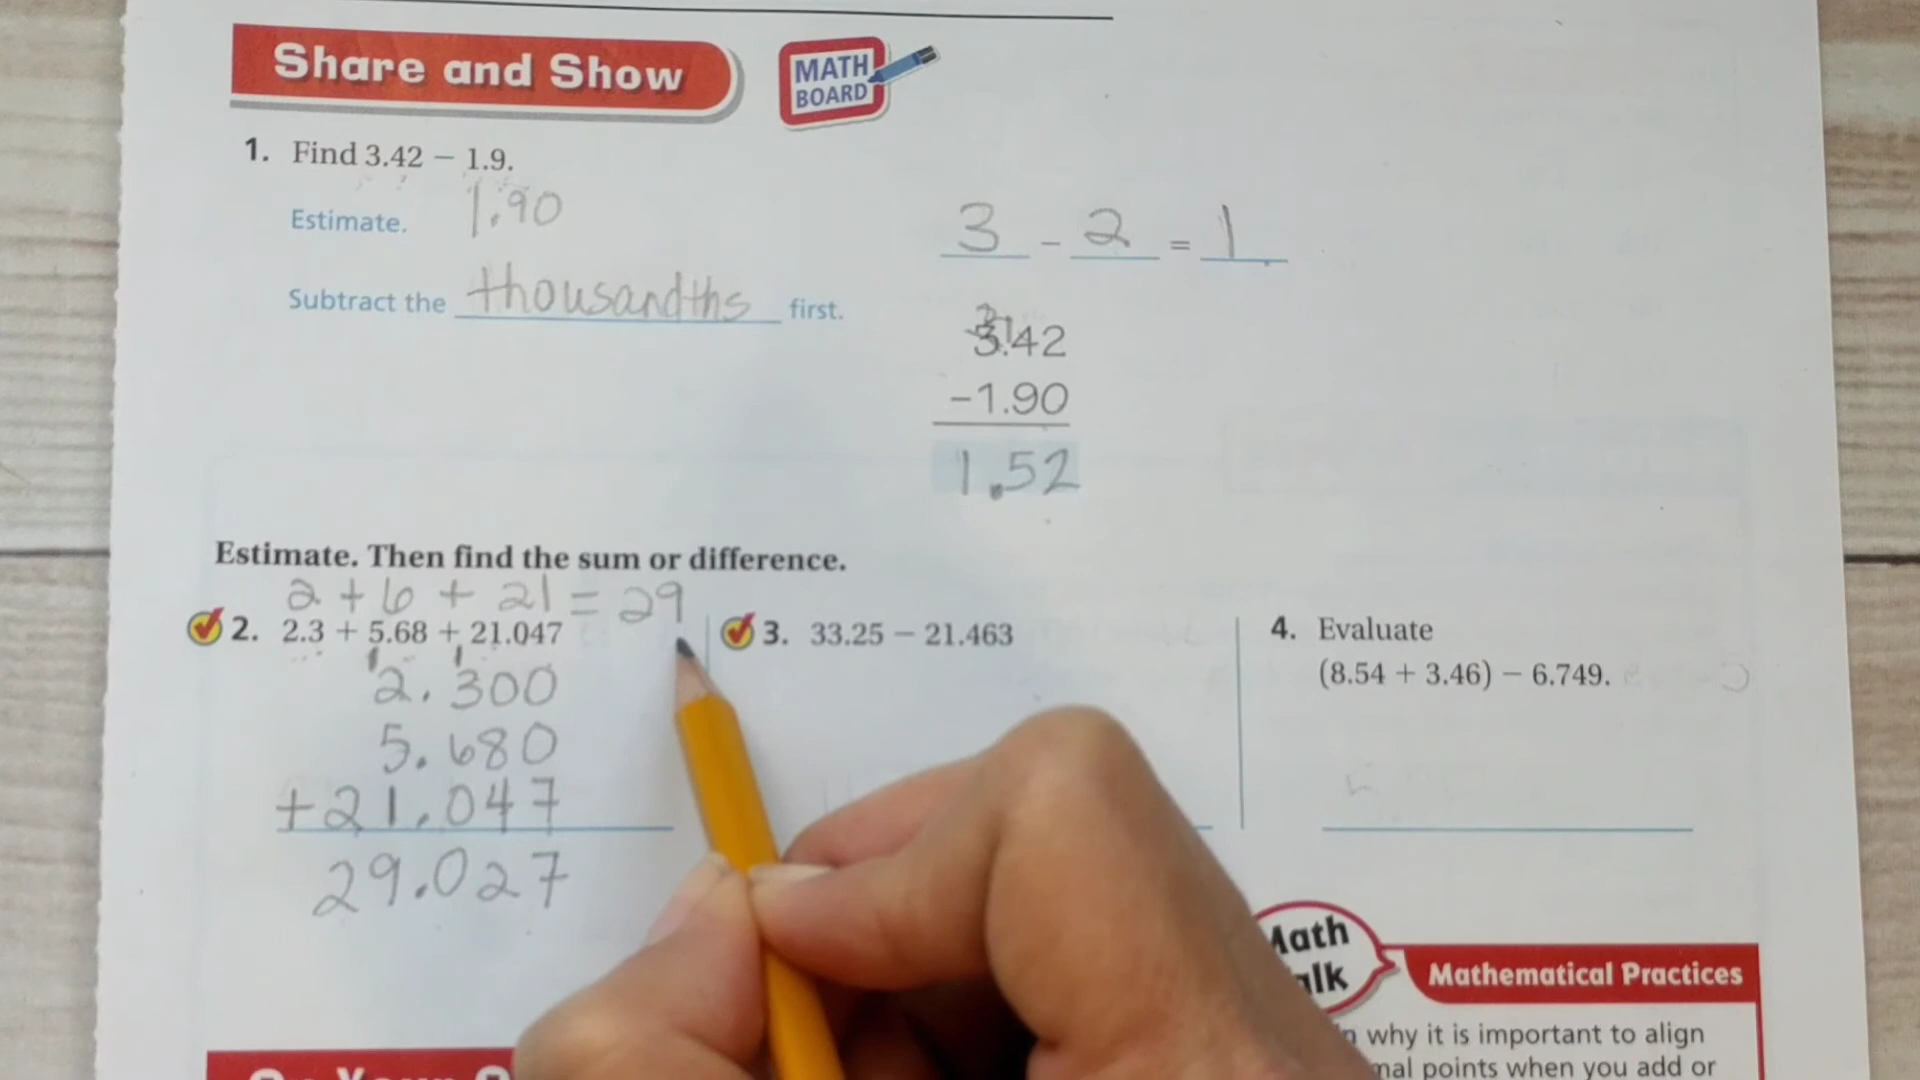 Share and Show
MATH
BOARD
1. Find 3.42 − 1.9.
1.90
Estimate.
3 − 2 = 1
Subtract the thousandths first.
2 1
3.42
−1.90
1.52
Estimate. Then find the sum or difference.
2 + 6 + 21 = 29
2. 2.3 + 5.68 + 21.047
1 1
2.300
5.680
+21.047
29.027
3. 33.25 − 21.463
4. Evaluate
(8.54 + 3.46) − 6.749.
Math
Mathematical Practices
why it is important to align
points when you add or